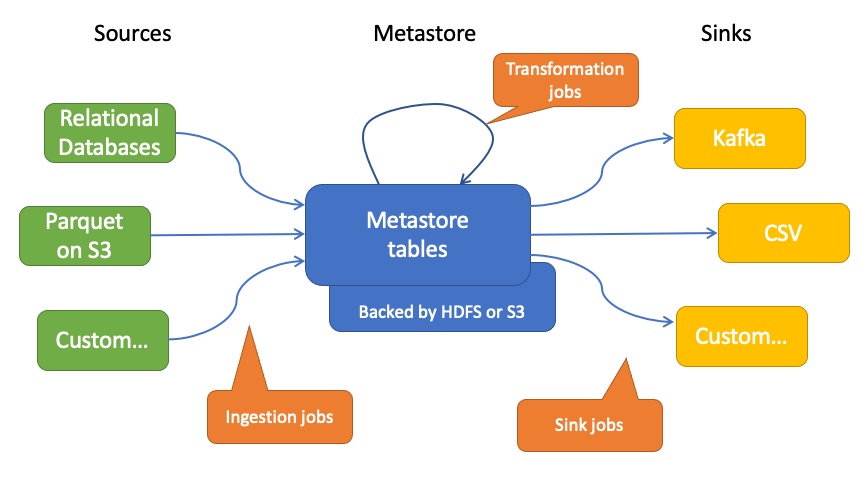 Sources
Metastore
Sinks
Transformation
jobs
Relational
Databases
Kafka
Parquet
on S3
Metastore
tables
CSV
Backed by HDFS or S3
Custom...
Custom...
Ingestion jobs
Sink jobs